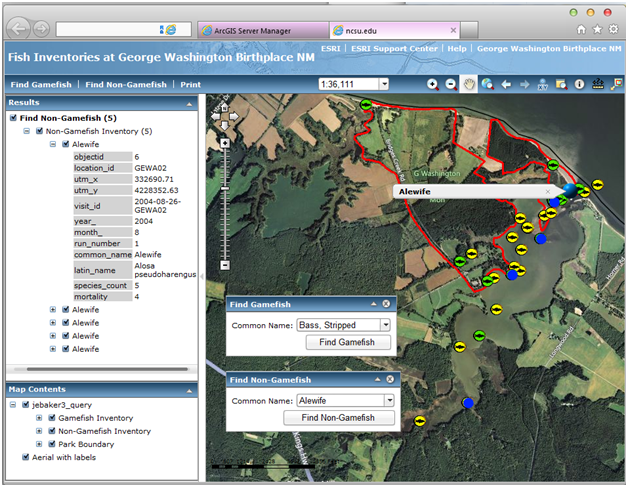 ArcGIS Server Manager
ncsu.edu
ESRI | ESRI Support Center | Help | George Washington Birthplace NM
Fish Inventories at George Washington Birthplace NM
Find Gamefish | Find Non-Gamefish | Print
1:36,111
Results
Find Non-Gamefish (5)
Non-Gamefish Inventory (5)
Alewife
objectid 6
location_id GEWA02
utm_x 332690.71
utm_y 4228352.63
visit_id 2004-08-26-GEWA02
year_ 2004
month_ 8
run_number 1
common_name Alewife
latin_name Alosa pseudoharengus
species_count 5
mortality 4
Alewife
Alewife
Alewife
Alewife
Map Contents
jebaker3_query
Gamefish Inventory
Non-Gamefish Inventory
Park Boundary
Aerial with labels
G Washington
Mon
Alewife
Longwood Rd
Kings Hwy
Find Gamefish
Common Name: Bass, Stripped
Find Gamefish
Find Non-Gamefish
Common Name: Alewife
Find Non-Gamefish